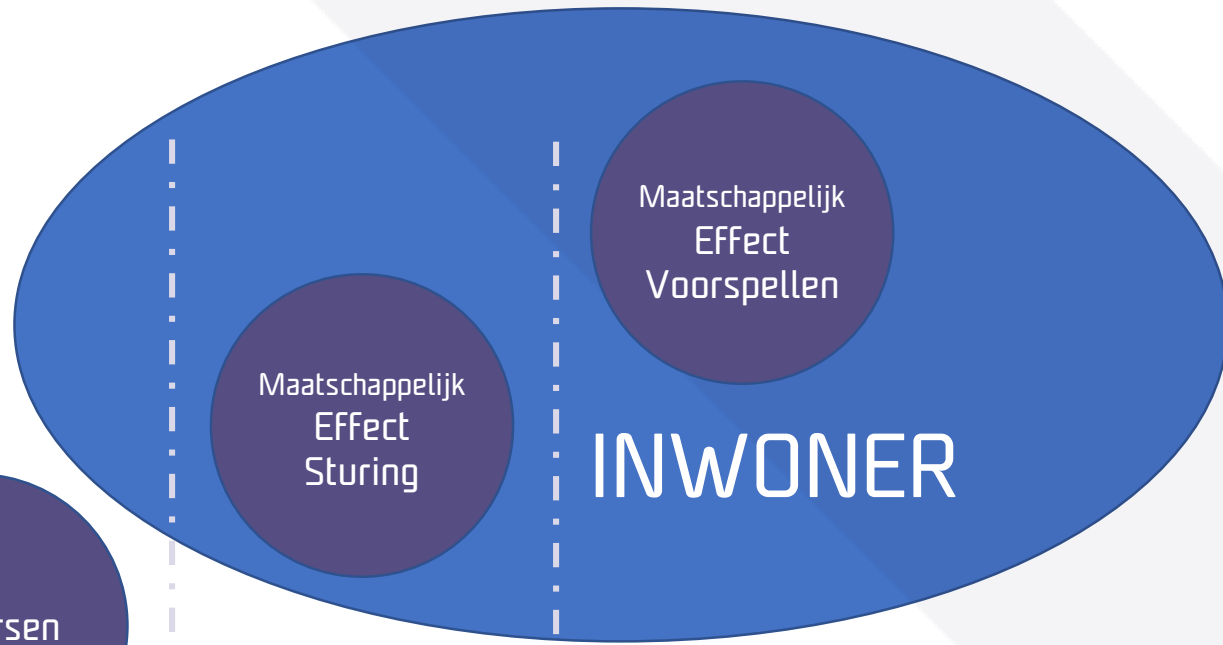 Maatschappelijk
Effect
Voorspellen
Maatschappelijk
Effect
Sturing
INWONER